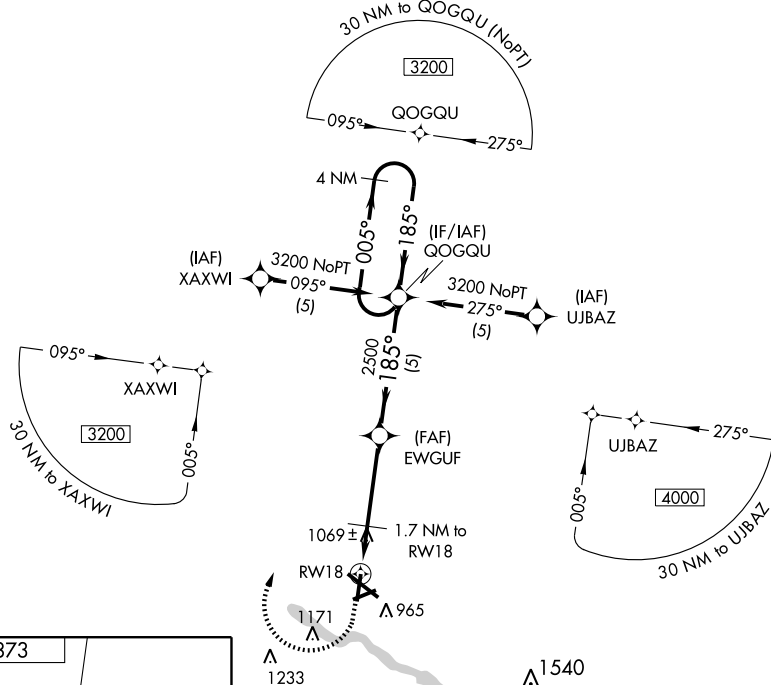 30 NM to QOGQU (NoPT)
3200
QOGQU
095°
275°
4 NM
005°
185°
(IF/IAF)
QOGQU
(IAF)
XAXWI
3200 NoPT
095°
(5)
3200 NoPT
275°
(5)
(IAF)
UJBAZ
2500
185°
(5)
095°
XAXWI
3200
005°
30 NM to XAXWI
(FAF)
EWGUF
UJBAZ
275°
005°
4000
30 NM to UJBAZ
1069 ±
1.7 NM to
RW18
RW18
965
1171
1233
1540
873